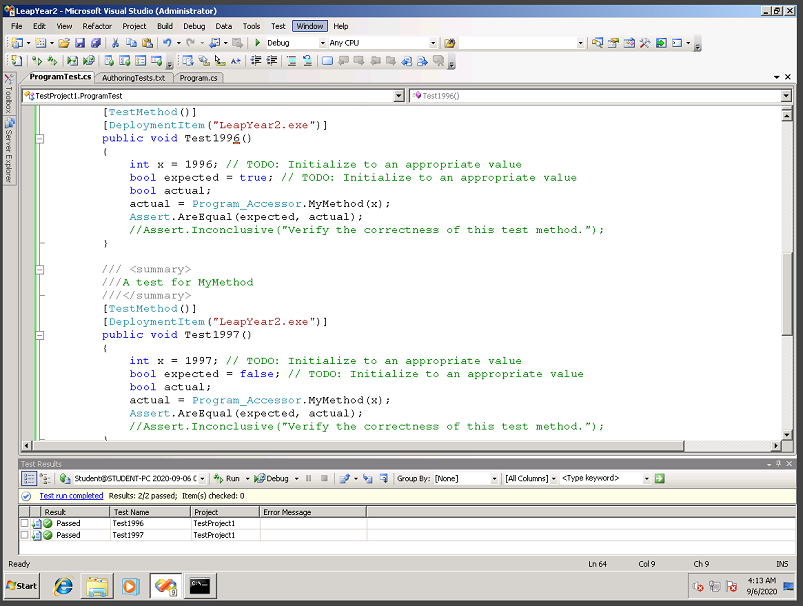 LeapYear2 - Microsoft Visual Studio (Administrator)
File Edit View Refactor Project Build Debug Data Tools Test Window Help
Debug Any CPU
ProgramTest.cs AuthoringTests.txt Program.cs
TestProject1.ProgramTest Test1996()
Toolbox
Server Explorer
[TestMethod()]
[DeploymentItem("LeapYear2.exe")]
public void Test1996()
{
int x = 1996; // TODO: Initialize to an appropriate value
bool expected = true; // TODO: Initialize to an appropriate value
bool actual;
actual = Program_Accessor.MyMethod(x);
Assert.AreEqual(expected, actual);
//Assert.Inconclusive("Verify the correctness of this test method.");
}
/// <summary>
///A test for MyMethod
///</summary>
[TestMethod()]
[DeploymentItem("LeapYear2.exe")]
public void Test1997()
{
int x = 1997; // TODO: Initialize to an appropriate value
bool expected = false; // TODO: Initialize to an appropriate value
bool actual;
actual = Program_Accessor.MyMethod(x);
Assert.AreEqual(expected, actual);
//Assert.Inconclusive("Verify the correctness of this test method.");
Test Results
Student@STUDENT-PC 2020-09-06 0 Run Debug Group By: [None] [All Columns] <Type keyword>
Test run completed Results: 2/2 passed; Item(s) checked: 0
Result Test Name Project Error Message
Passed Test1996 TestProject1
Passed Test1997 TestProject1
Ready Ln 64 Col 9 Ch 9 INS
Start 4:13 AM
9/6/2020